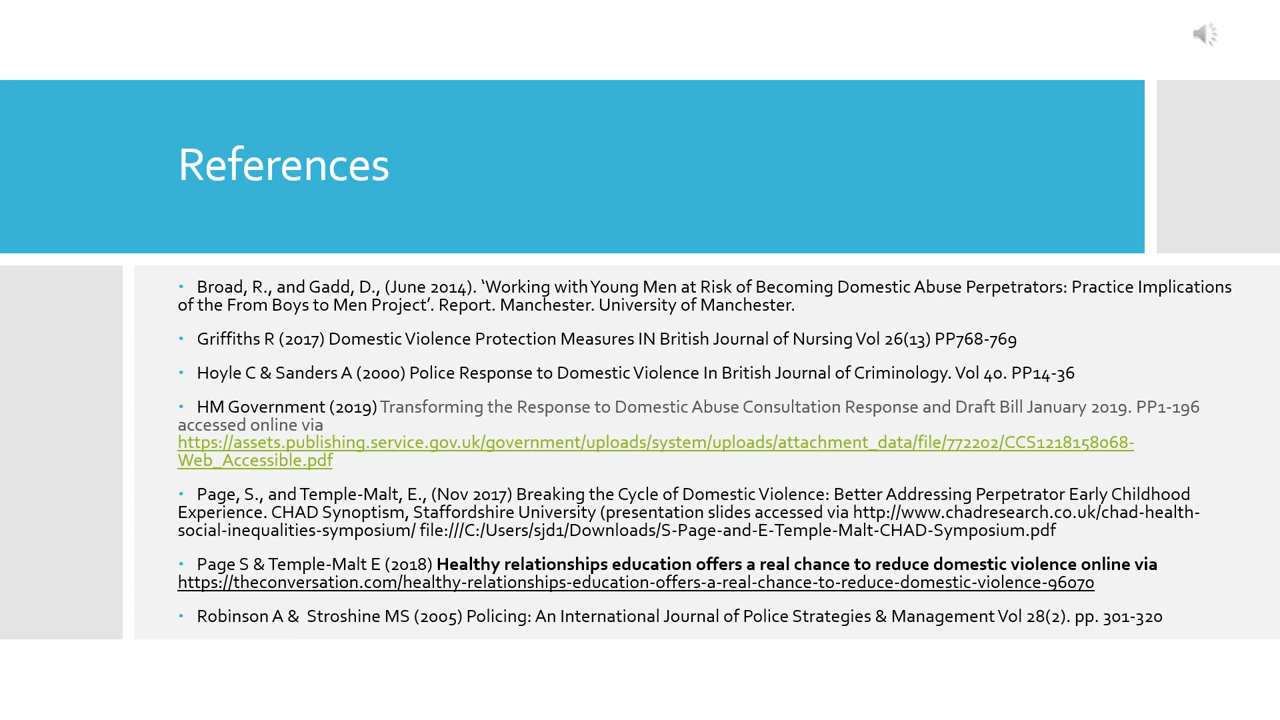 References
• Broad, R., and Gadd, D., (June 2014). ‘Working with Young Men at Risk of Becoming Domestic Abuse Perpetrators: Practice Implications
of the From Boys to Men Project’. Report. Manchester. University of Manchester.
• Griffiths R (2017) Domestic Violence Protection Measures IN British Journal of Nursing Vol 26(13) PP768-769
• Hoyle C & Sanders A (2000) Police Response to Domestic Violence In British Journal of Criminology. Vol 40. PP14-36
• HM Government (2019) Transforming the Response to Domestic Abuse Consultation Response and Draft Bill January 2019. PP1-196
accessed online via
https://assets.publishing.service.gov.uk/government/uploads/system/uploads/attachment_data/file/772202/CCS1218158068-
Web_Accessible.pdf
• Page, S., and Temple-Malt, E., (Nov 2017) Breaking the Cycle of Domestic Violence: Better Addressing Perpetrator Early Childhood
Experience. CHAD Synoptism, Staffordshire University (presentation slides accessed via http://www.chadresearch.co.uk/chad-health-
social-inequalities-symposium/ file:///C:/Users/sjd1/Downloads/S-Page-and-E-Temple-Malt-CHAD-Symposium.pdf
• Page S & Temple-Malt E (2018) Healthy relationships education offers a real chance to reduce domestic violence online via
https://theconversation.com/healthy-relationships-education-offers-a-real-chance-to-reduce-domestic-violence-96070
• Robinson A & Stroshine MS (2005) Policing: An International Journal of Police Strategies & Management Vol 28(2). pp. 301-320